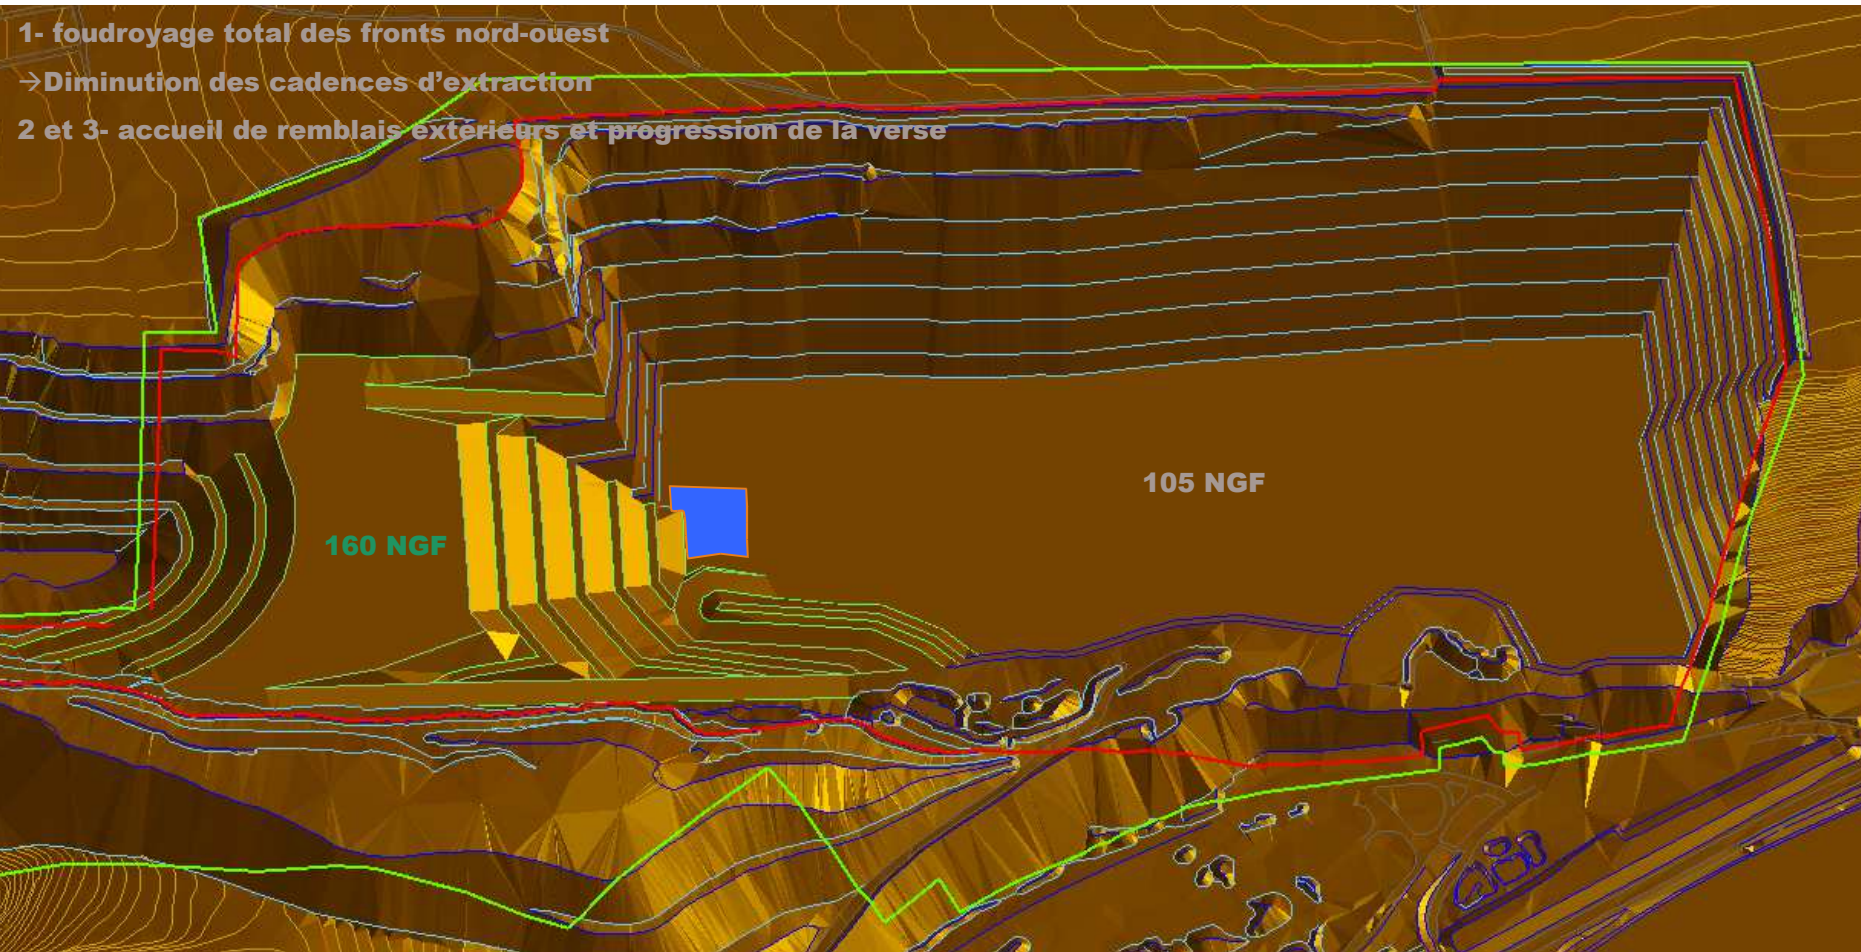 1- foudroyage total des fronts nord-ouest
→Diminution des cadences d’extraction
2 et 3- accueil de remblais extérieurs et progression de la verse
105 NGF
160 NGF